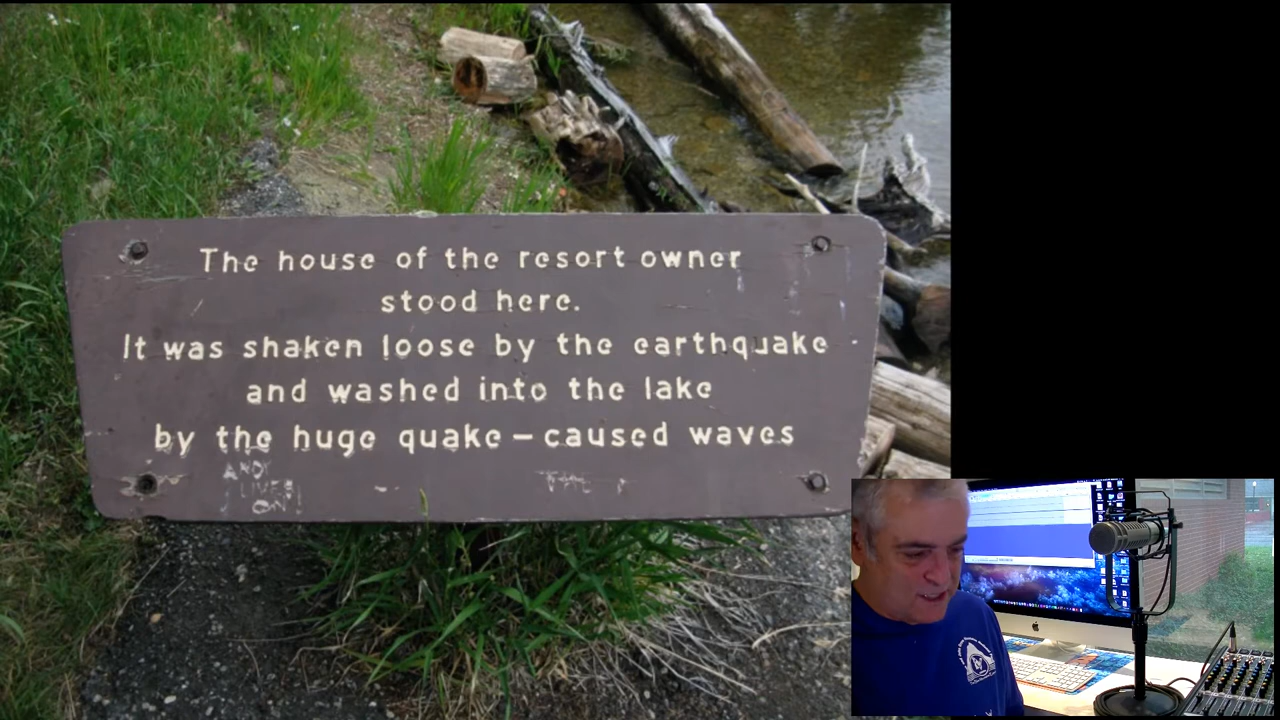 The house of the resort owner
stood here.
It was shaken loose by the earthquake
and washed into the lake
by the huge quake-caused waves